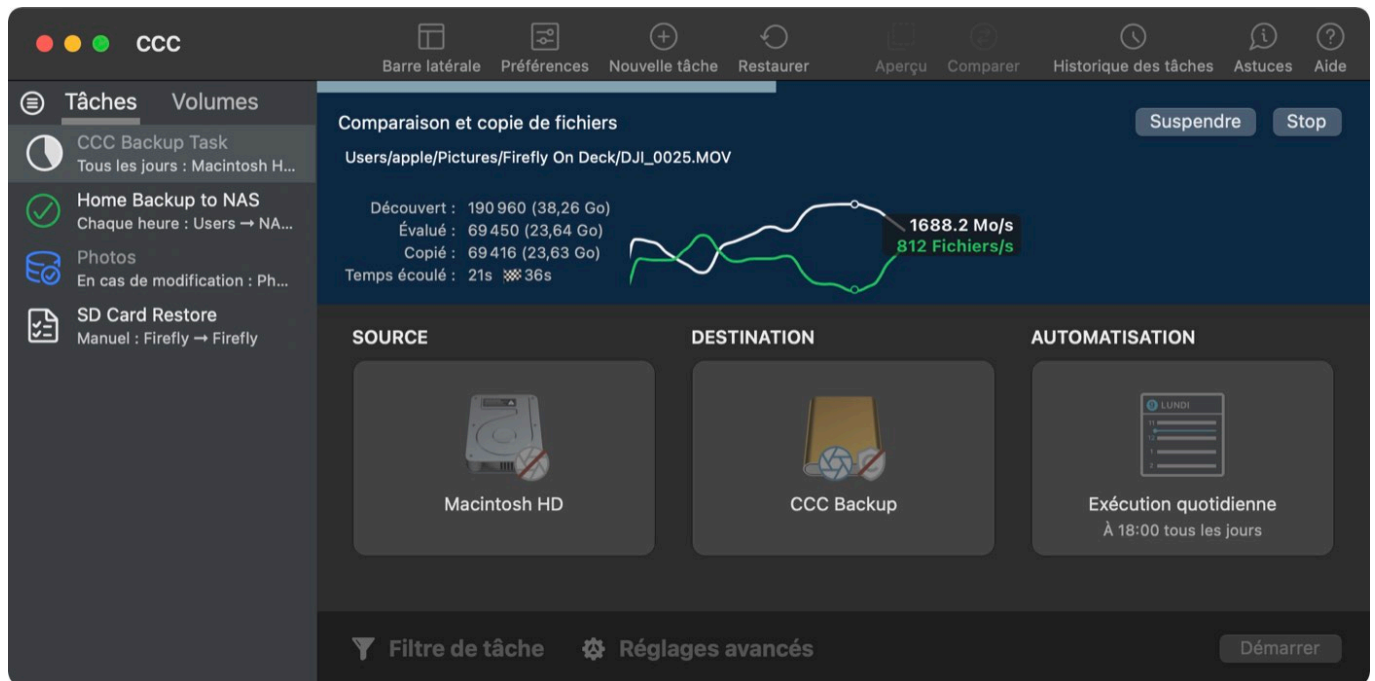 CCC
Barre latérale Préférences Nouvelle tâche Restaurer Aperçu Comparer Historique des tâches Astuces Aide
Tâches Volumes
CCC Backup Task
Tous les jours : Macintosh H...
Home Backup to NAS
Chaque heure : Users → NA...
Photos
En cas de modification : Ph...
SD Card Restore
Manuel : Firefly → Firefly
Comparaison et copie de fichiers
Suspendre Stop
Users/apple/Pictures/Firefly On Deck/DJI_0025.MOV
Découvert : 190 960 (38,26 Go)
Évalué : 69 450 (23,64 Go)
Copié : 69 416 (23,63 Go)
Temps écoulé : 21s 36s
1688.2 Mo/s
812 Fichiers/s
SOURCE DESTINATION AUTOMATISATION
LUNDI
11
12
1
2
Macintosh HD
CCC Backup
Exécution quotidienne
À 18:00 tous les jours
Filtre de tâche Réglages avancés Démarrer